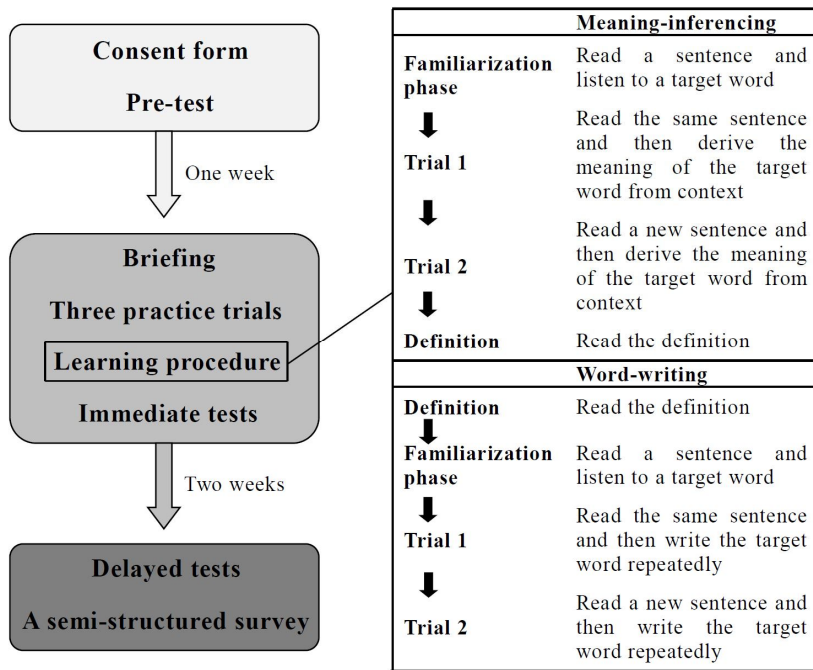 Consent form
Pre-test
One week
Briefing
Three practice trials
Learning procedure
Immediate tests
Two weeks
Delayed tests
A semi-structured survey
Meaning-inferencing
Familiarization
phase
Read a sentence and
listen to a target word
Trial 1
Read the same sentence
and then derive the
meaning of the target
word from context
Trial 2
Read a new sentence and
then derive the meaning
of the target word from
context
Definition
Read the definition
Word-writing
Definition
Read the definition
Familiarization
phase
Read a sentence and
listen to a target word
Trial 1
Read the same sentence
and then write the target
word repeatedly
Trial 2
Read a new sentence and
then write the target
word repeatedly